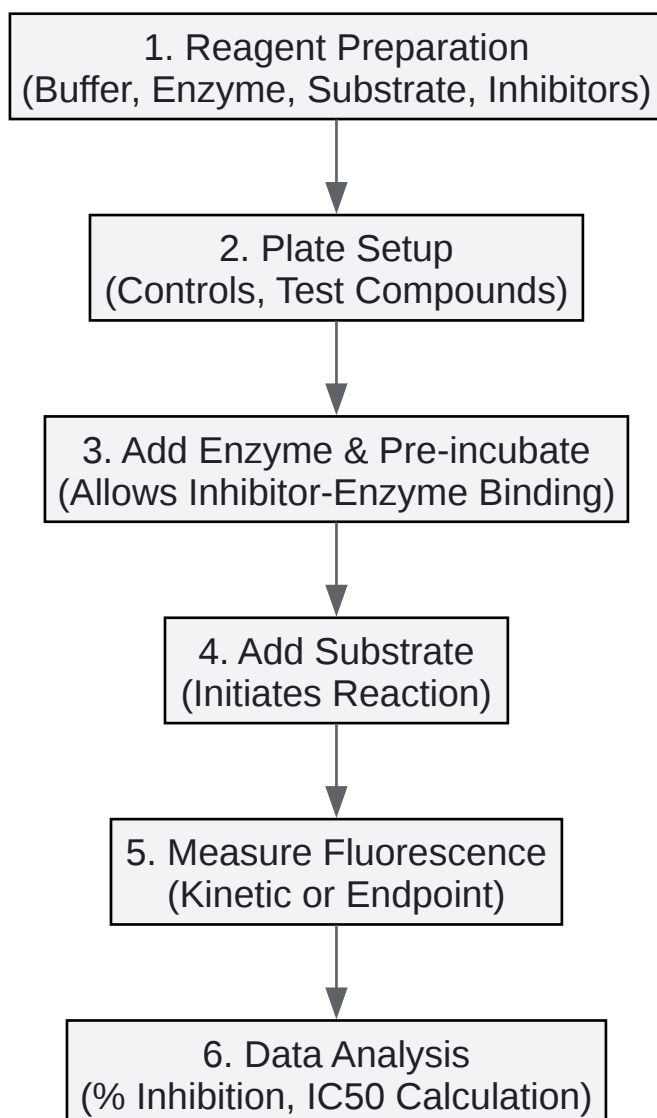 1. Reagent Preparation
(Buffer, Enzyme, Substrate, Inhibitors)
2. Plate Setup
(Controls, Test Compounds)
3. Add Enzyme & Pre-incubate
(Allows Inhibitor-Enzyme Binding)
4. Add Substrate
(Initiates Reaction)
5. Measure Fluorescence
(Kinetic or Endpoint)
6. Data Analysis
(% Inhibition, IC50 Calculation)